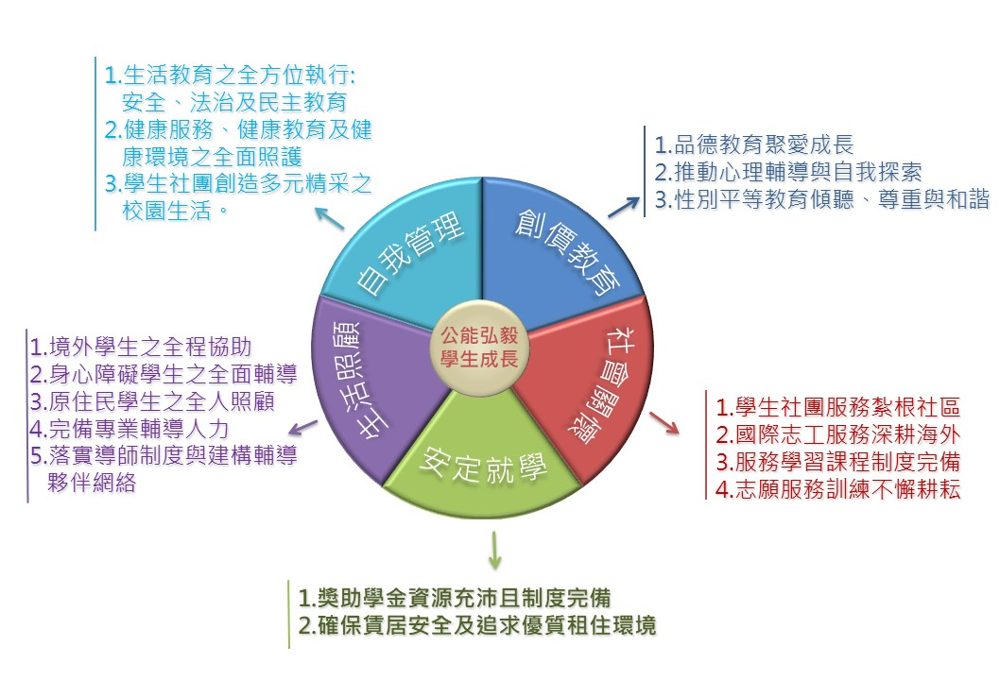 1.生活教育之全方位執行:
安全、法治及民主教育
2.健康服務、健康教育及健
康環境之全面照護
3.學生社團創造多元精采之
校園生活。
1.品德教育聚愛成長
2.推動心理輔導與自我探索
3.性別平等教育傾聽、尊重與和諧
自我管理
創價教育
生活照顧
公能弘毅
學生成長
社會關懷
安定就學
1.境外學生之全程協助
2.身心障礙學生之全面輔導
3.原住民學生之全人照顧
4.完備專業輔導人力
5.落實導師制度與建構輔導
夥伴網絡
1.學生社團服務紮根社區
2.國際志工服務深耕海外
3.服務學習課程制度完備
4.志願服務訓練不懈耕耘
1.獎助學金資源充沛且制度完備
2.確保賃居安全及追求優質租住環境